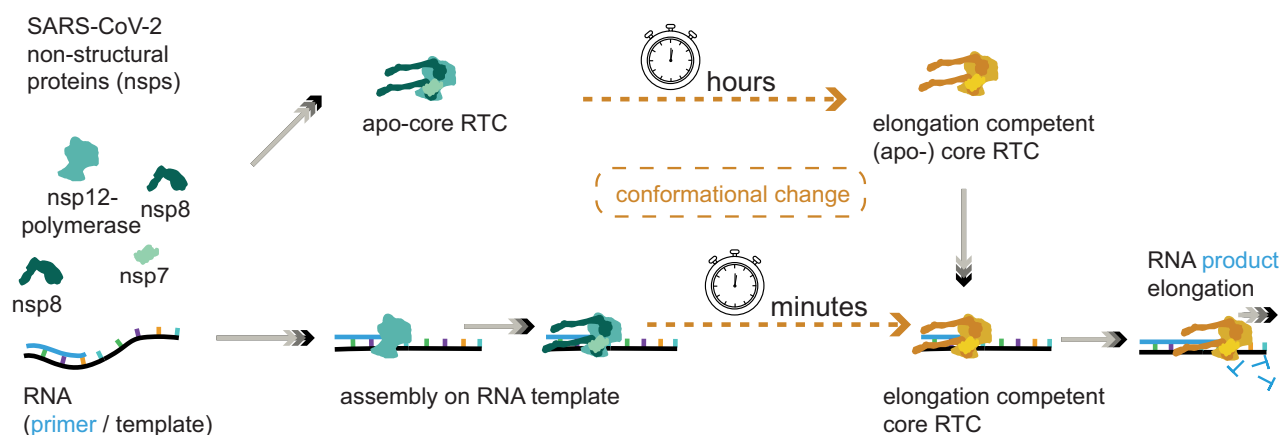 SARS-CoV-2
non-structural
proteins (nsps)
nsp12-
polymerase
nsp8
nsp7
nsp8
RNA
(primer / template)
apo-core RTC
hours
elongation competent
(apo-) core RTC
conformational change
assembly on RNA template
minutes
elongation competent
core RTC
RNA product
elongation